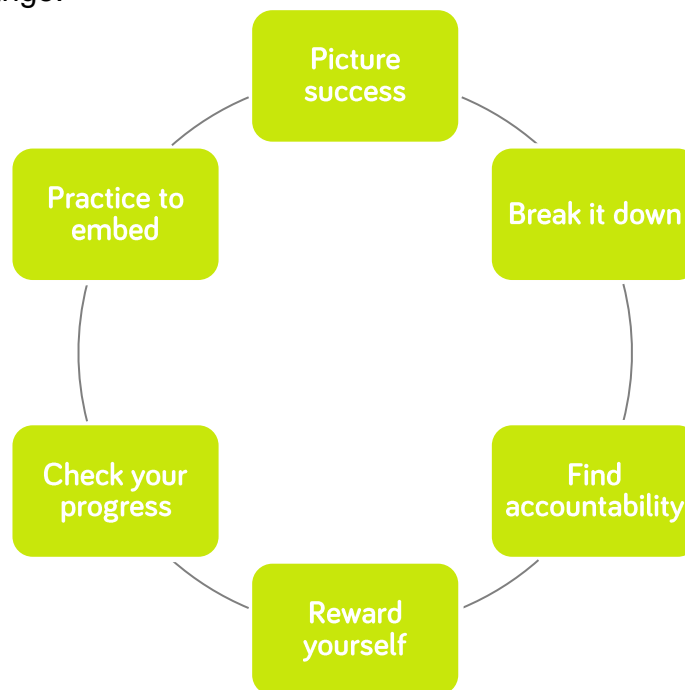 Picture
success
Break it down
Find
accountability
Reward
yourself
Check your
progress
Practice to
embed